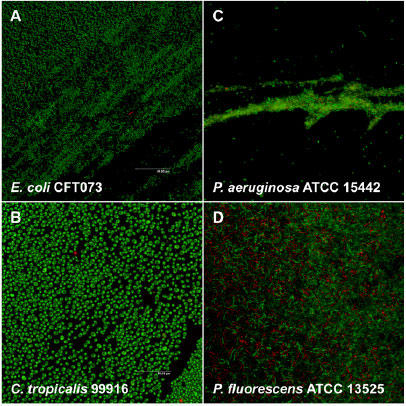 A
E. coli CFT073
C
P. aeruginosa ATCC 15442
B
C. tropicalis 99916
D
P. fluorescens ATCC 13525